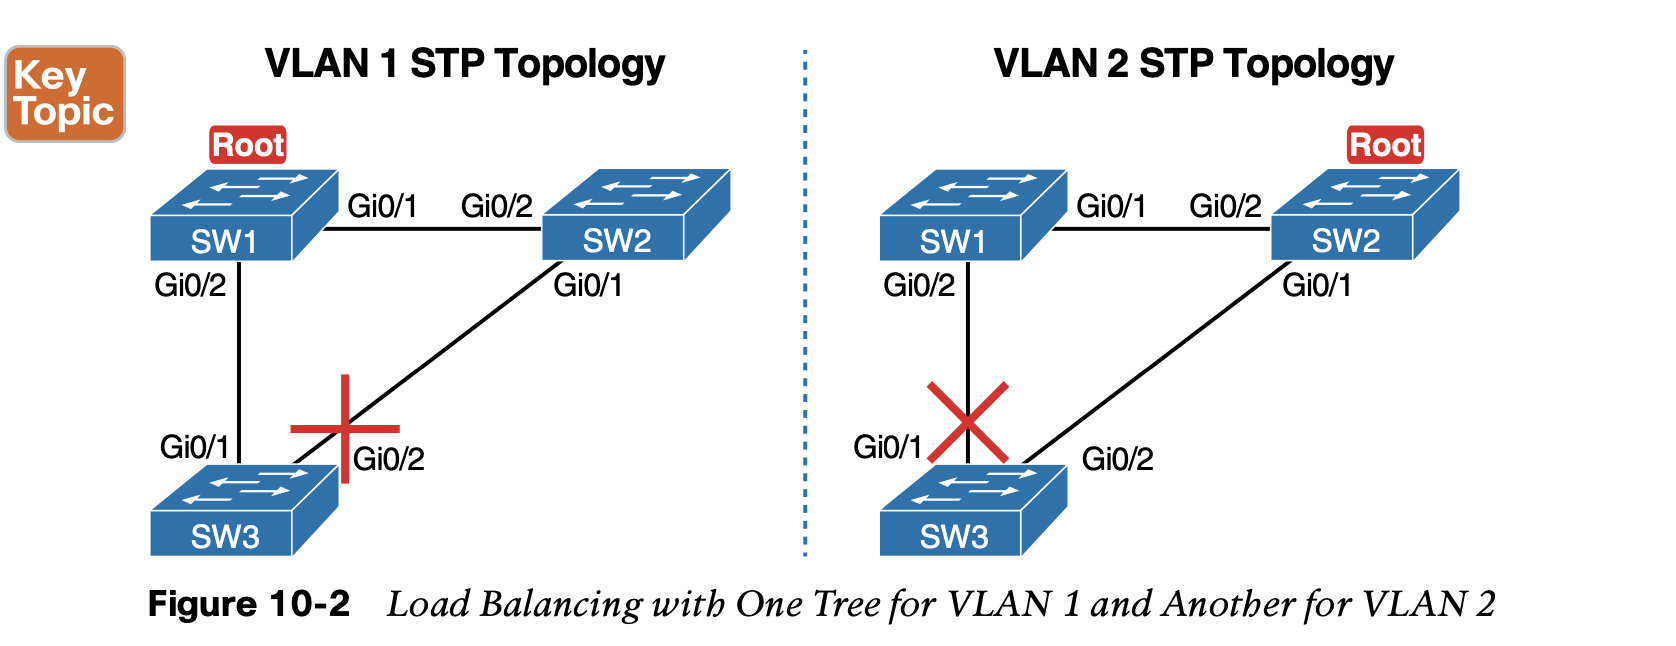 Key
Topic
VLAN 1 STP Topology
Root
Gi0/1
Gi0/2
SW1
SW2
Gi0/2
Gi0/1
Gi0/1
Gi0/2
SW3
VLAN 2 STP Topology
Root
Gi0/1
Gi0/2
SW1
SW2
Gi0/2
Gi0/1
Gi0/1
Gi0/2
SW3
Figure 10-2 Load Balancing with One Tree for VLAN 1 and Another for VLAN 2